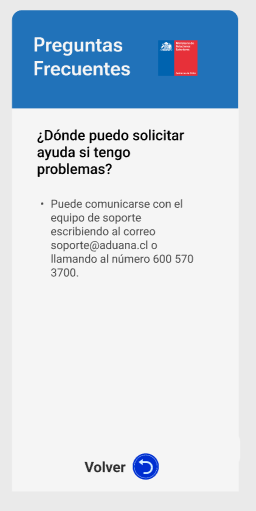 Preguntas
Frecuentes
¿Dónde puedo solicitar
ayuda si tengo
problemas?
• Puede comunicarse con el
equipo de soporte
escribiendo al correo
soporte@aduana.cl o
llamando al número 600 570
3700.
Volver